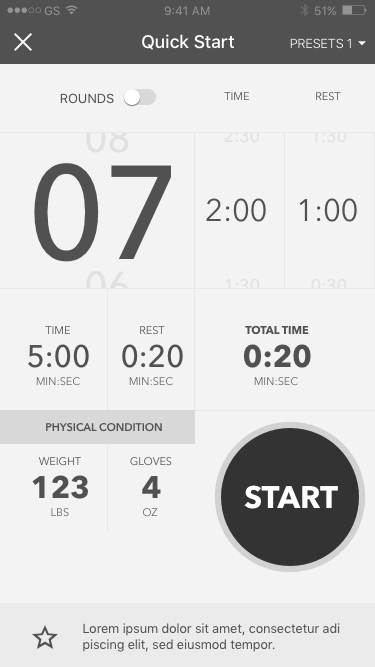 GS 9:41 AM 51%
Quick Start PRESETS 1
ROUNDS TIME REST
08 2:30 1:30
07 2:00 1:00
06 1:30 0:30
TIME REST TOTAL TIME
5:00 0:20 0:20
MIN:SEC MIN:SEC MIN:SEC
PHYSICAL CONDITION
WEIGHT GLOVES
123 4
LBS OZ
START
Lorem ipsum dolor sit amet, consectetur adi
piscing elit, sed eiusmod tempor.